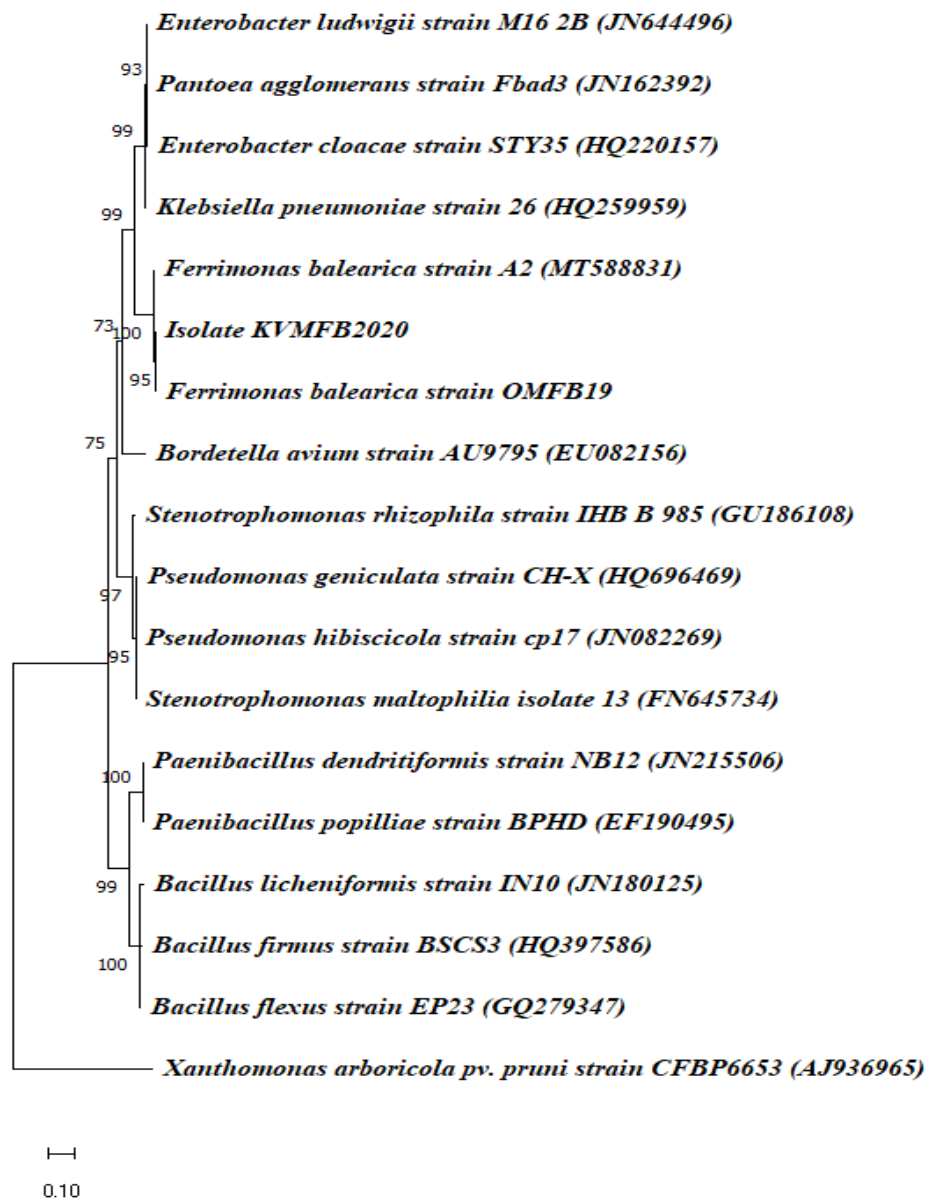 Enterobacter ludwigii strain M16 2B (JN644496)
93
Pantoea agglomerans strain Fbad3 (JN162392)
99
Enterobacter cloacae strain STY35 (HQ220157)
99
Klebsiella pneumoniae strain 26 (HQ259959)
Ferrimonas balearica strain A2 (MT588831)
73
100
Isolate KVMFB2020
95
Ferrimonas balearica strain OMFB19
75
Bordetella avium strain AU9795 (EU082156)
Stenotrophomonas rhizophila strain IHB B 985 (GU186108)
97
Pseudomonas geniculata strain CH-X (HQ696469)
95
Pseudomonas hibiscicola strain cp17 (JN082269)
Stenotrophomonas maltophilia isolate 13 (FN645734)
100
Paenibacillus dendritiformis strain NB12 (JN215506)
Paenibacillus popilliae strain BPHD (EF190495)
99
Bacillus licheniformis strain IN10 (JN180125)
100
Bacillus firmus strain BSCS3 (HQ397586)
Bacillus flexus strain EP23 (GQ279347)
Xanthomonas arboricola pv. pruni strain CFBP6653 (AJ936965)
0.10